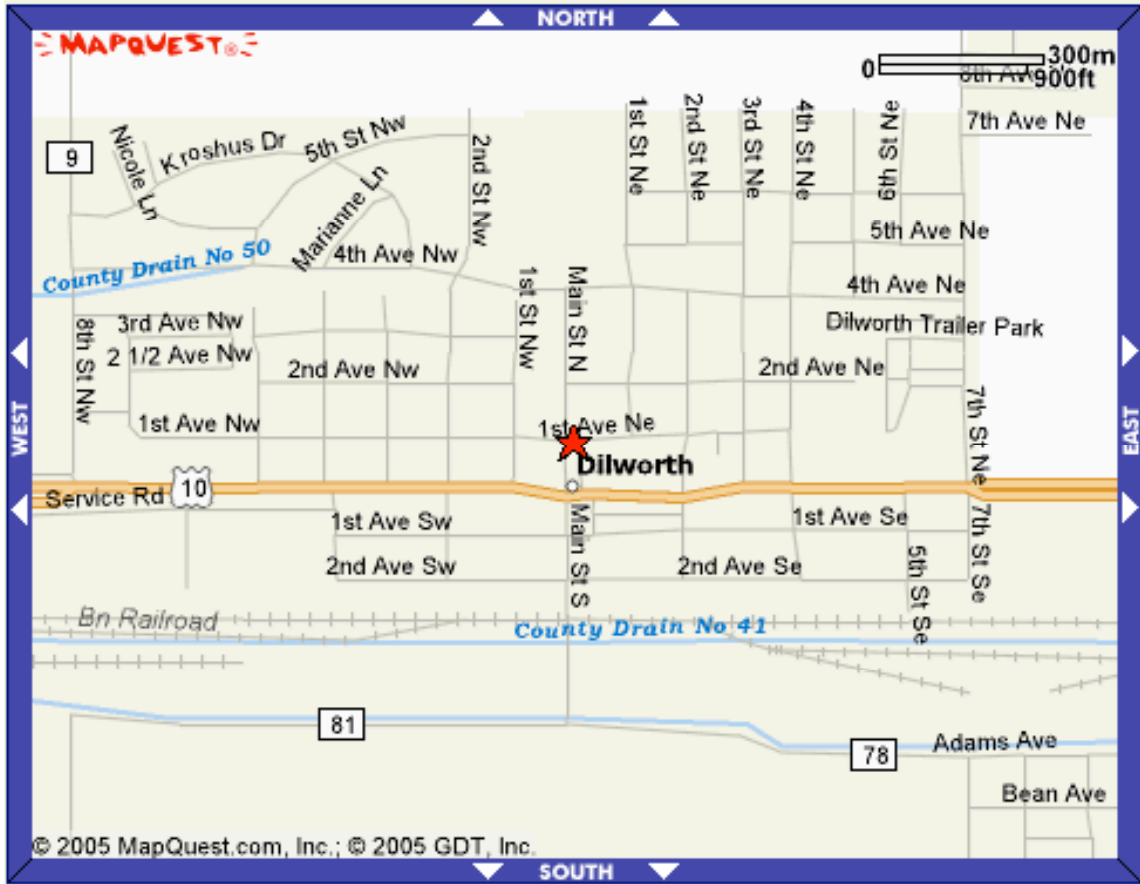 NORTH
MAPQUEST®
0
300m
900ft
8th Ave
7th Ave Ne
9
Nicole Ln
Kroshus Dr
5th St Nw
2nd St Nw
1st St Ne
2nd St Ne
3rd St Ne
4th St Ne
6th St Ne
Marianne Ln
County Drain No 50
4th Ave Nw
5th Ave Ne
1st St Nw
Main St N
4th Ave Ne
8th St Nw
3rd Ave Nw
Dilworth Trailer Park
2 1/2 Ave Nw
2nd Ave Nw
2nd Ave Ne
WEST
EAST
1st Ave Nw
1st Ave Ne
7th St Ne
Dilworth
Service Rd
10
1st Ave Sw
Main St S
1st Ave Se
7th St Se
2nd Ave Sw
2nd Ave Se
5th St Se
Bn Railroad
County Drain No 41
81
78
Adams Ave
Bean Ave
© 2005 MapQuest.com, Inc.; © 2005 GDT, Inc.
SOUTH